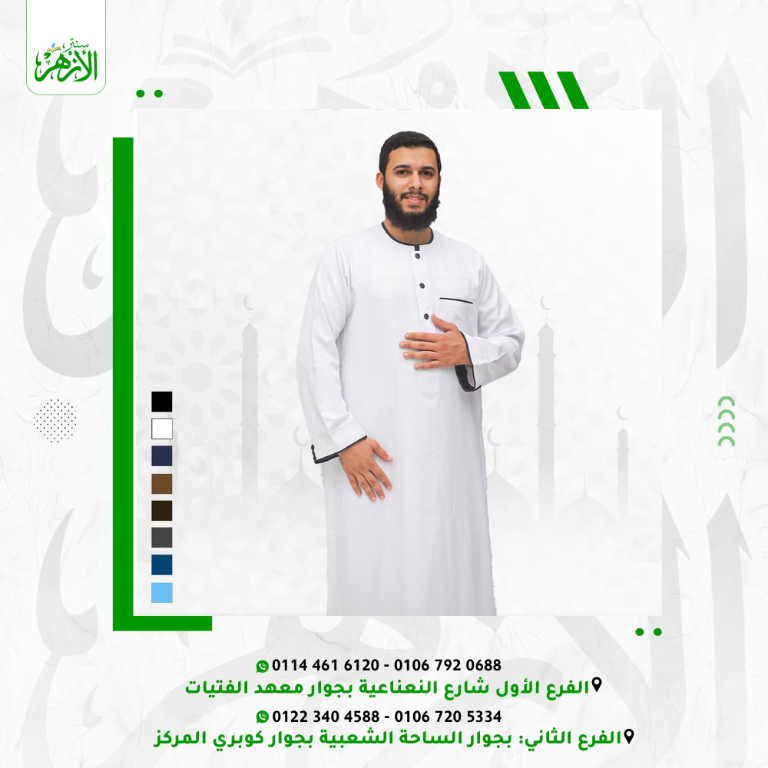 سنتر
الأزهر
0114 461 6120 - 0106 792 0688
الفرع الأول شارع النعناعية بجوار معهد الفتيات
0122 340 4588 - 0106 720 5334
الفرع الثاني: بجوار الساحة الشعبية بجوار كوبري المركز